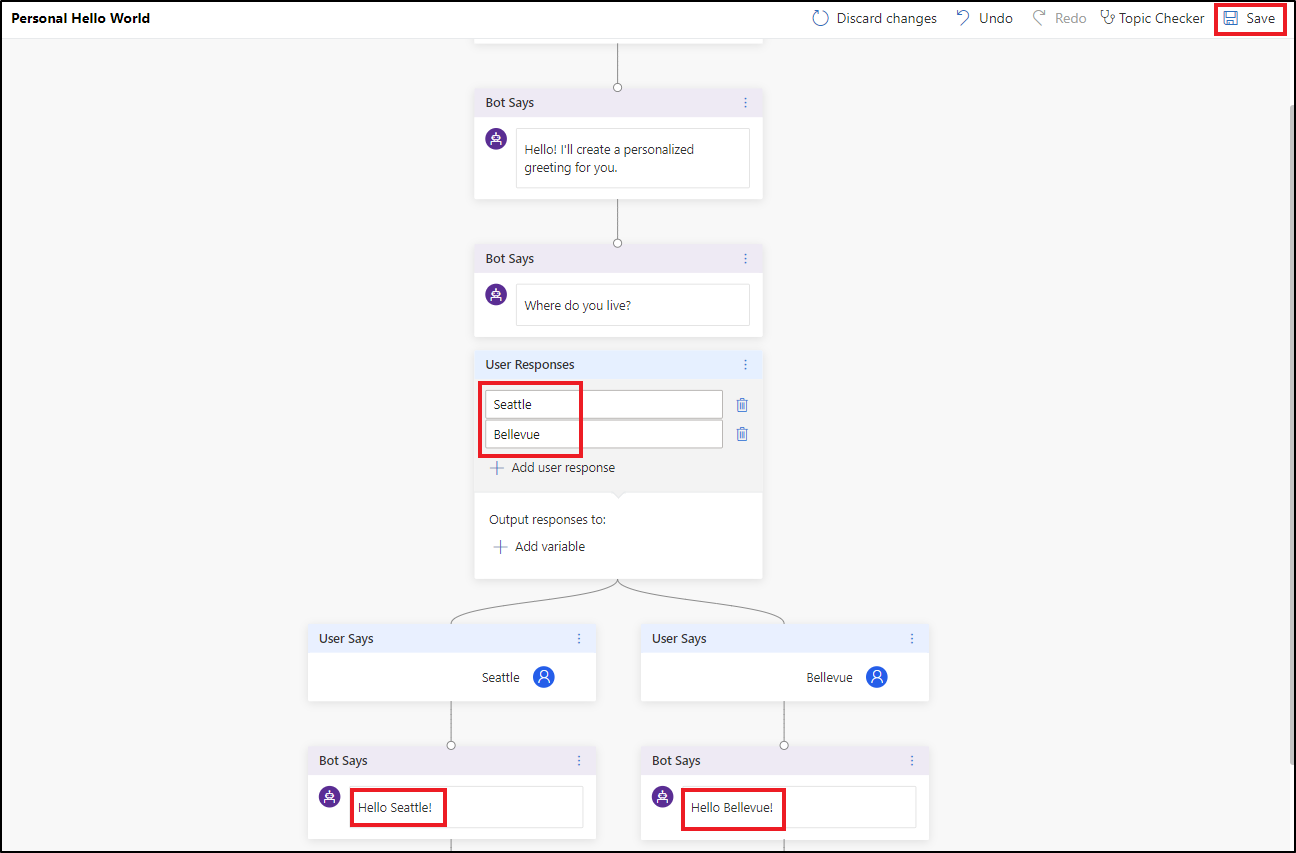 Personal Hello World
Discard changes
Undo
Redo
Topic Checker
Save
Bot Says
Hello! I'll create a personalized
greeting for you.
Bot Says
Where do you live?
User Responses
Seattle
Bellevue
Add user response
Output responses to:
Add variable
User Says
Seattle
User Says
Bellevue
Bot Says
Hello Seattle!
Bot Says
Hello Bellevue!